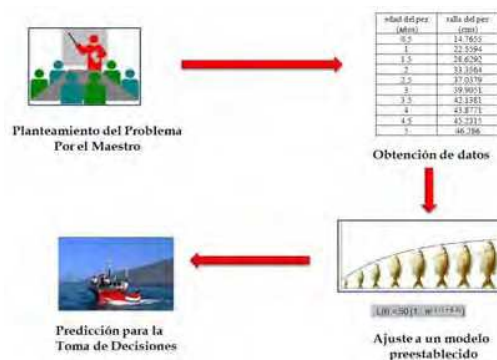 Planteamiento del Problema
Por el Maestro
edad del pez talla del pez
(años) (cms)
0.5 14.7655
1 22.5594
1.5 28.6292
2 33.3564
2.5 37.0379
3 39.9051
3.5 42.1381
4 43.8771
4.5 45.2315
5 46.286
Obtención de datos
Ajuste a un modelo
preestablecido
Predicción para la
Toma de Decisiones